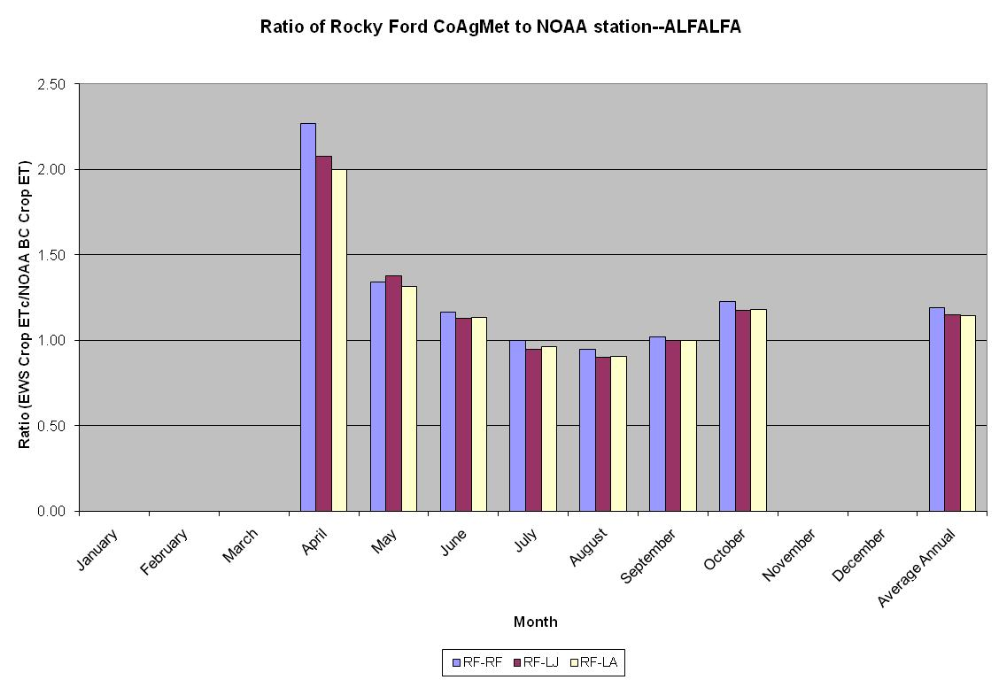 Ratio of Rocky Ford CoAgMet to NOAA station--ALFALFA
Ratio (EWS Crop ETc/NOAA BC Crop ET)
2.50
2.00
1.50
1.00
0.50
0.00
January
February
March
April
May
June
July
August
September
October
November
December
Average Annual
Month
RF-RF RF-LJ RF-LA